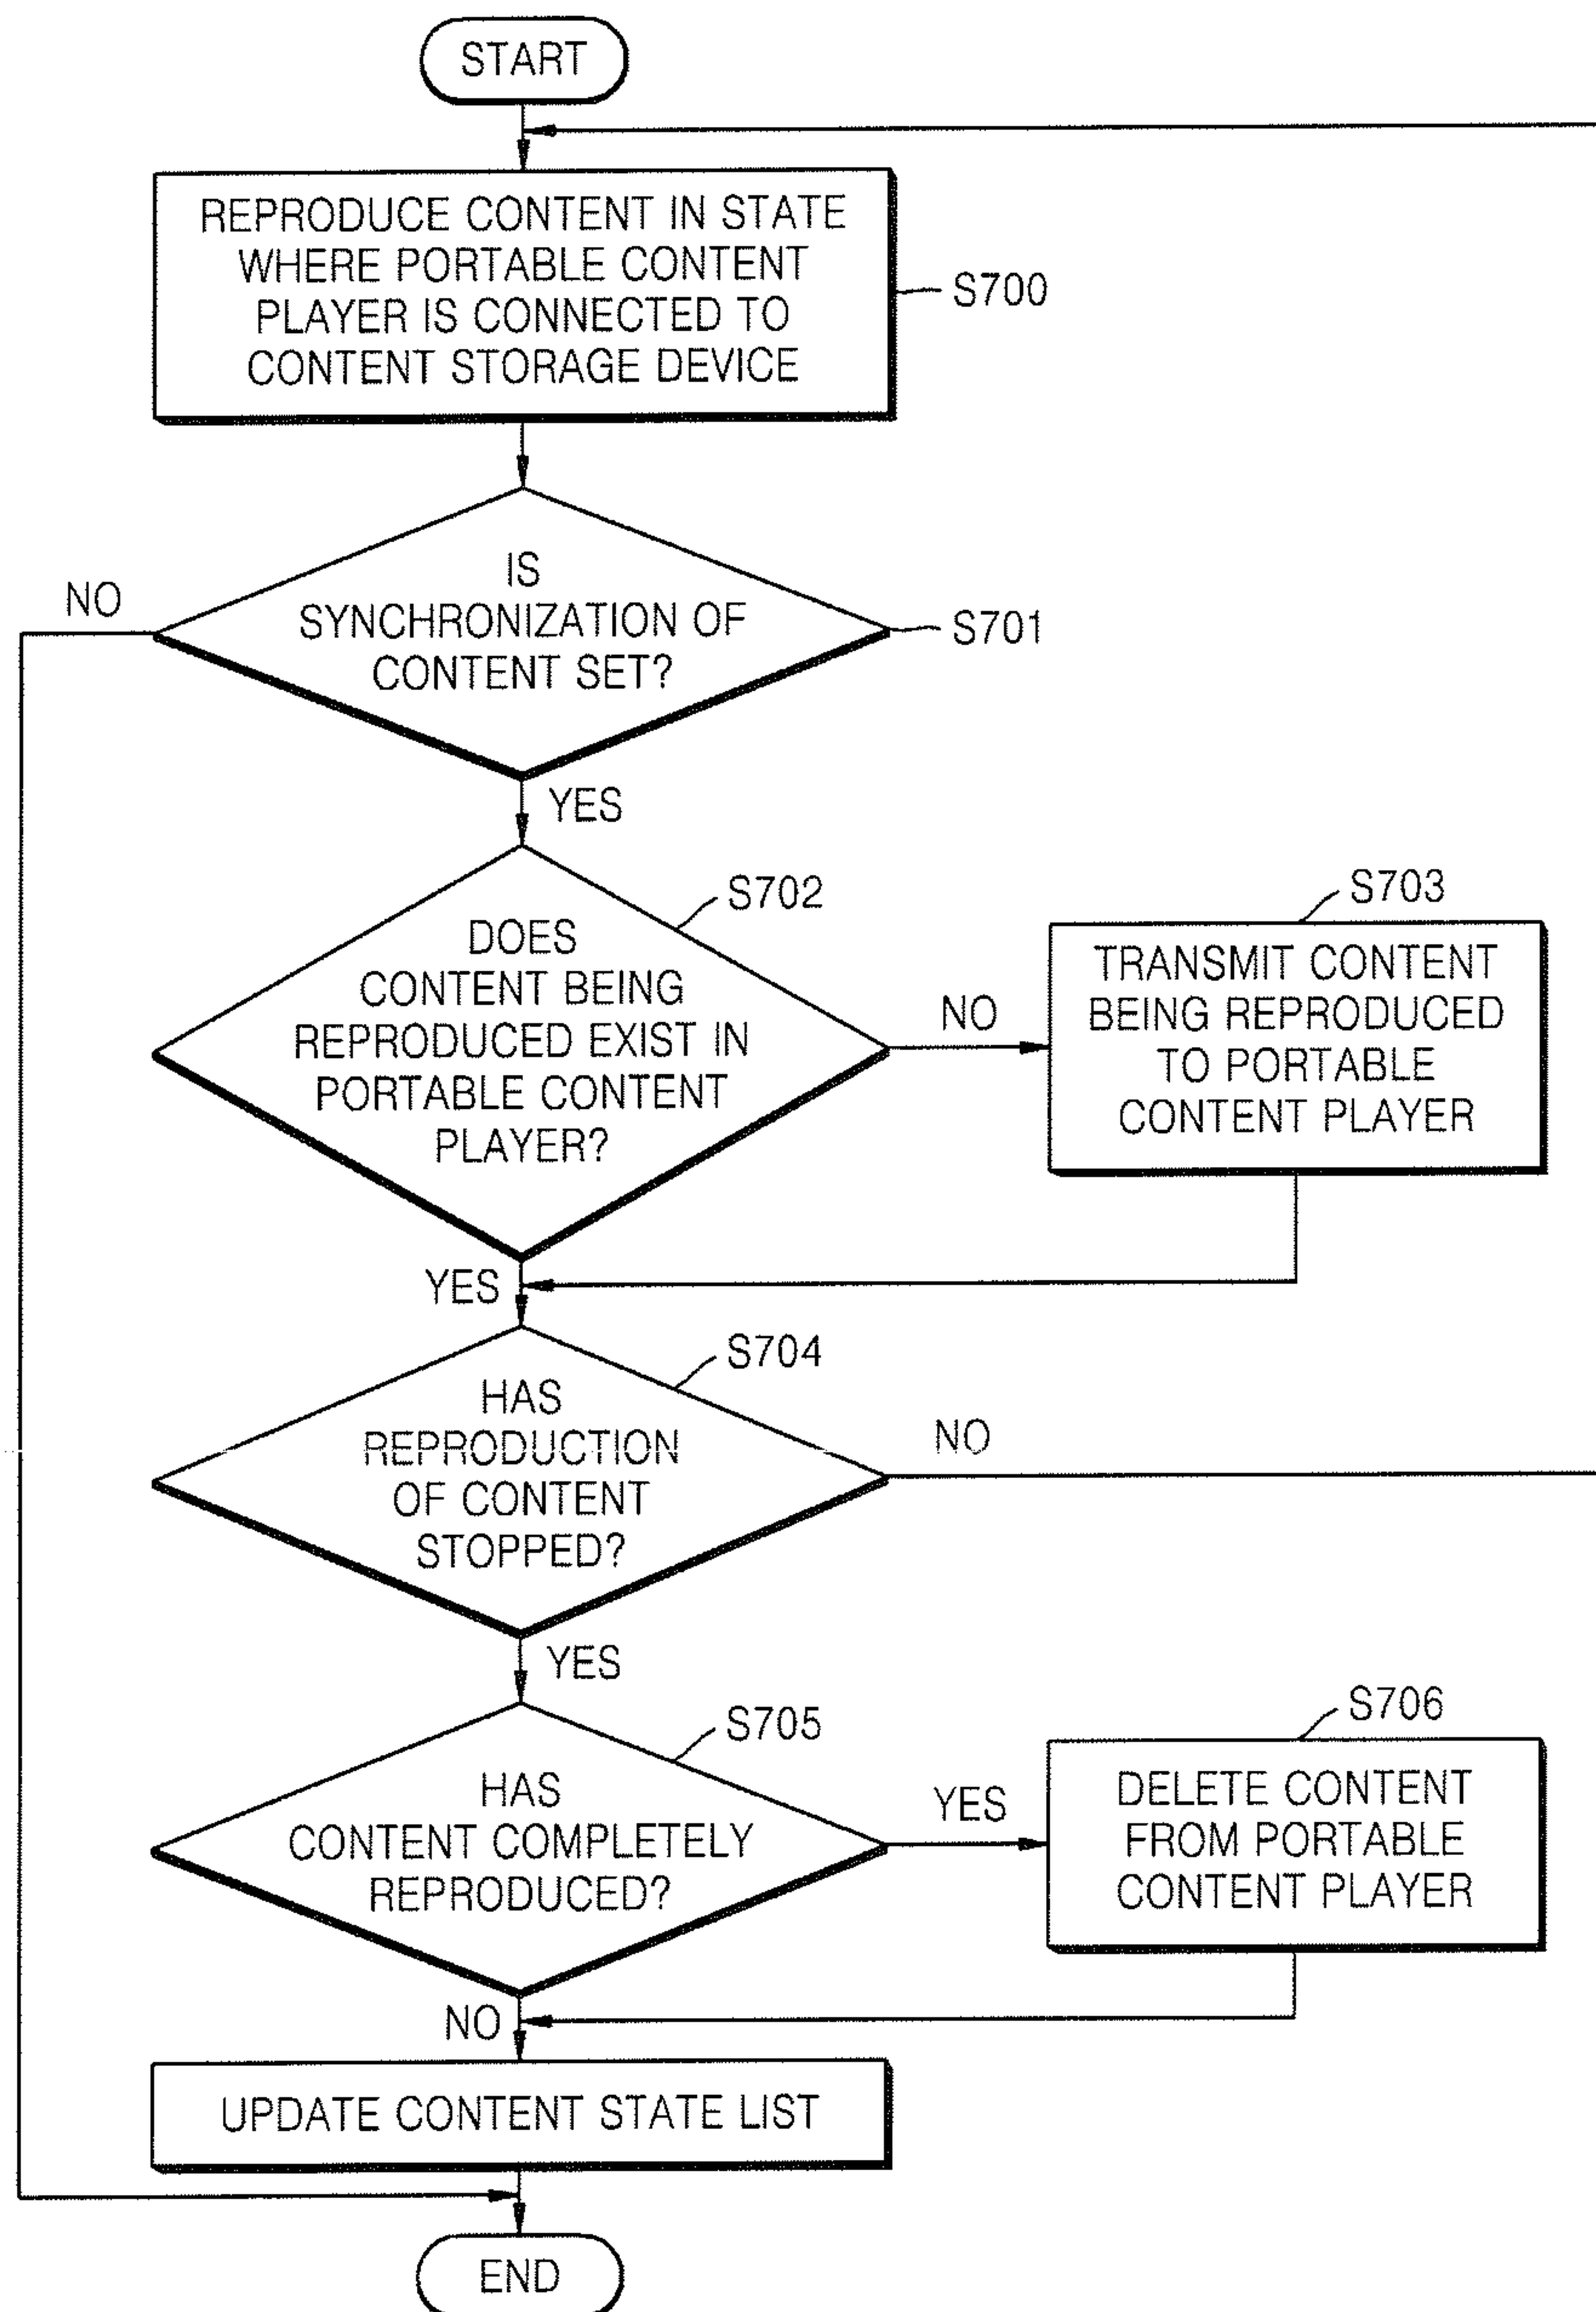 START
REPRODUCE CONTENT IN STATE
WHERE PORTABLE CONTENT
PLAYER IS CONNECTED TO
CONTENT STORAGE DEVICE
S700
IS
SYNCHRONIZATION OF
CONTENT SET?
S701
NO
YES
DOES
CONTENT BEING
REPRODUCED EXIST IN
PORTABLE CONTENT
PLAYER?
S702
NO
S703
TRANSMIT CONTENT
BEING REPRODUCED
TO PORTABLE
CONTENT PLAYER
YES
HAS
REPRODUCTION
OF CONTENT
STOPPED?
S704
NO
YES
HAS
CONTENT COMPLETELY
REPRODUCED?
S705
YES
S706
DELETE CONTENT
FROM PORTABLE
CONTENT PLAYER
NO
UPDATE CONTENT STATE LIST
END